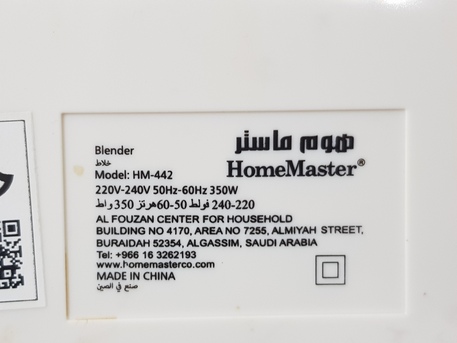 هوم ماستر
HomeMaster®
Blender
خلاط
Model: HM-442
220V-240V 50Hz-60Hz 350W
220-240 فولط 50-60هرتز 350 واط
AL FOUZAN CENTER FOR HOUSEHOLD
BUILDING NO 4170, AREA NO 7255, ALMIYAH STREET,
BURAIDAH 52354, ALGASSIM, SAUDI ARABIA
Tel: +966 16 3262193
www.homemasterco.com
MADE IN CHINA
صنع في الصين